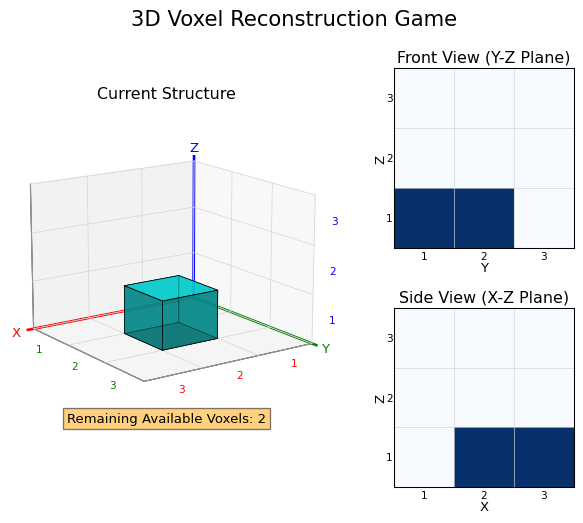 3D Voxel Reconstruction Game
Current Structure
Z
3
2
1
X
Y
1
2
3
3
2
1
Remaining Available Voxels: 2
Front View (Y-Z Plane)
3
2
1
Z
1 2 3
Y
Side View (X-Z Plane)
3
2
1
Z
1 2 3
X